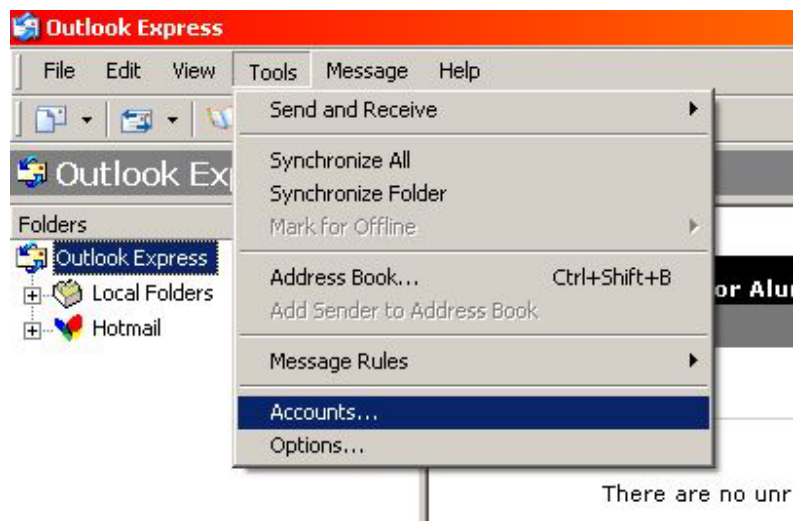 Outlook Express
File Edit View Tools Message Help
Send and Receive
Synchronize All
Synchronize Folder
Mark for Offline
Address Book... Ctrl+Shift+B
Add Sender to Address Book
Message Rules
Accounts...
Options...
Outlook Ex
Folders
Outlook Express
Local Folders
Hotmail
or Alu
There are no unr